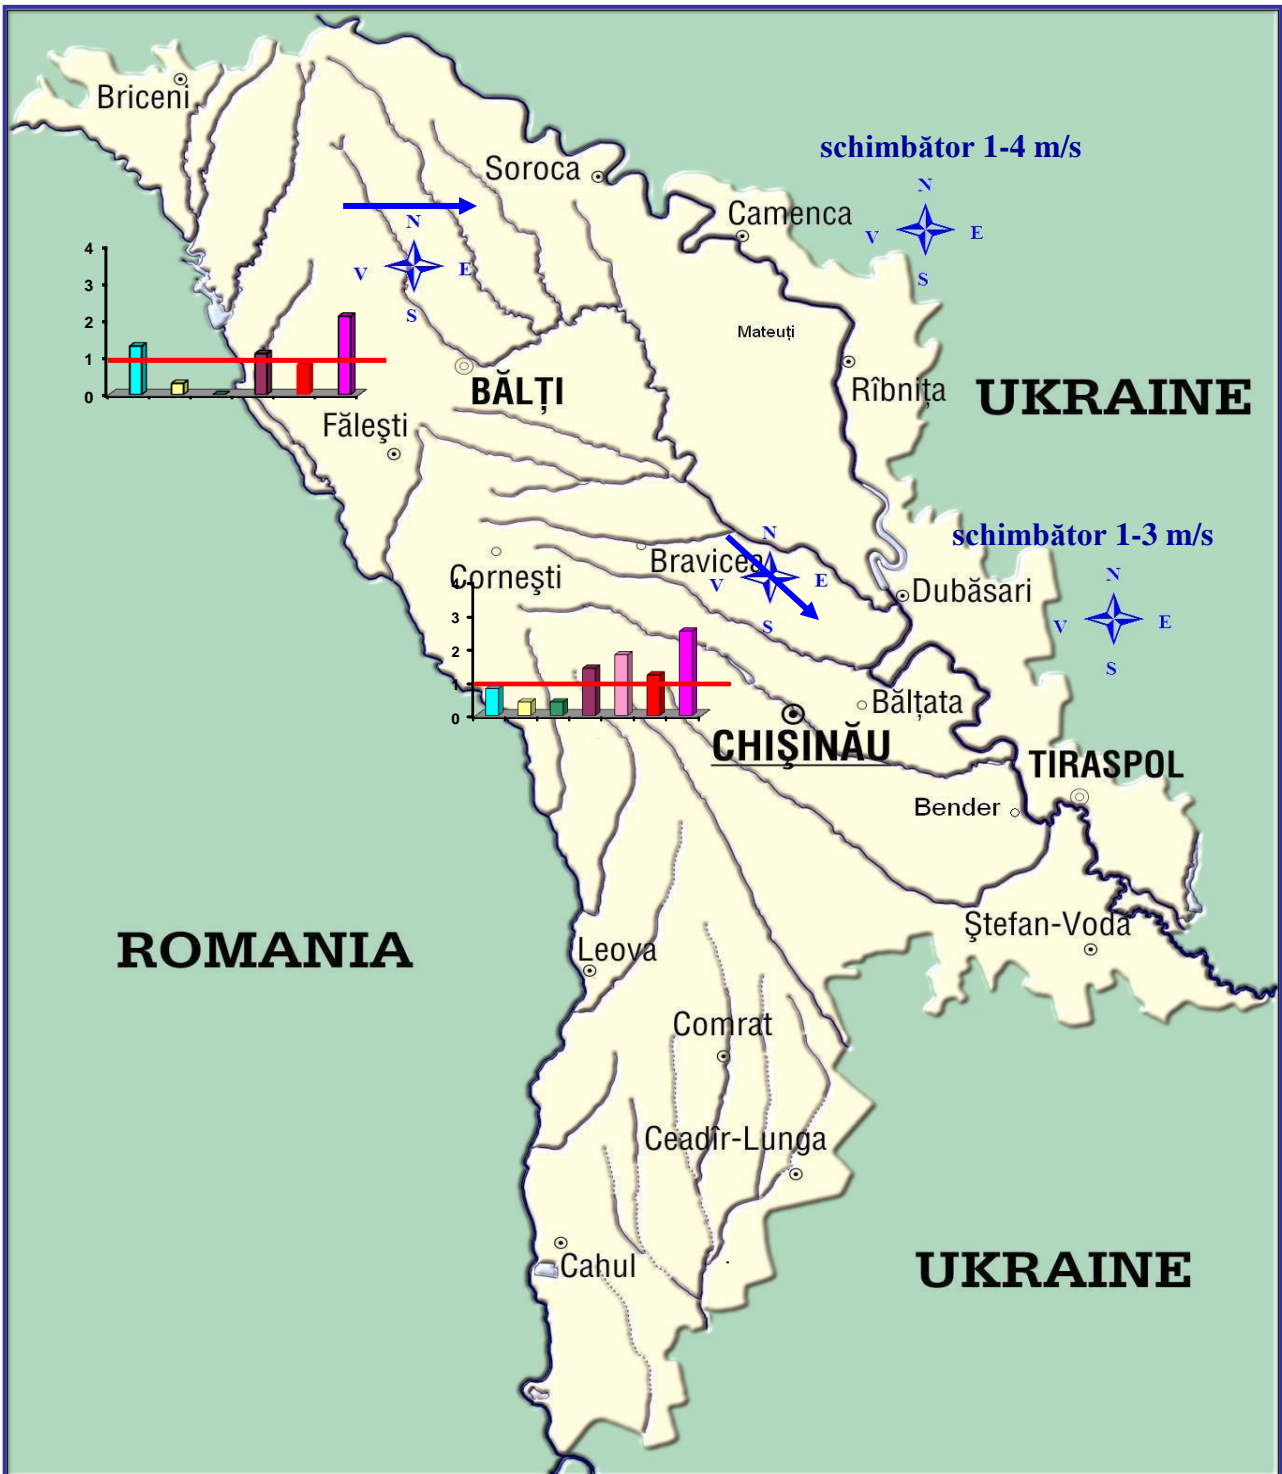 Briceni
schimbător 1-4 m/s
Soroca
N
Camenca
N
V
E
V
E
S
S
4
3
2
1
0
Mateuți
BĂLȚI
Rîbnița
UKRAINE
Fălești
schimbător 1-3 m/s
N
Bravicea
Cornești
V
E
N
Dubăsari
S
V
E
S
4
3
2
1
0
Bălțata
CHIȘINĂU
TIRASPOL
Bender
ROMANIA
Ștefan-Vodă
Leova
Comrat
Ceadîr-Lunga
Cahul
UKRAINE